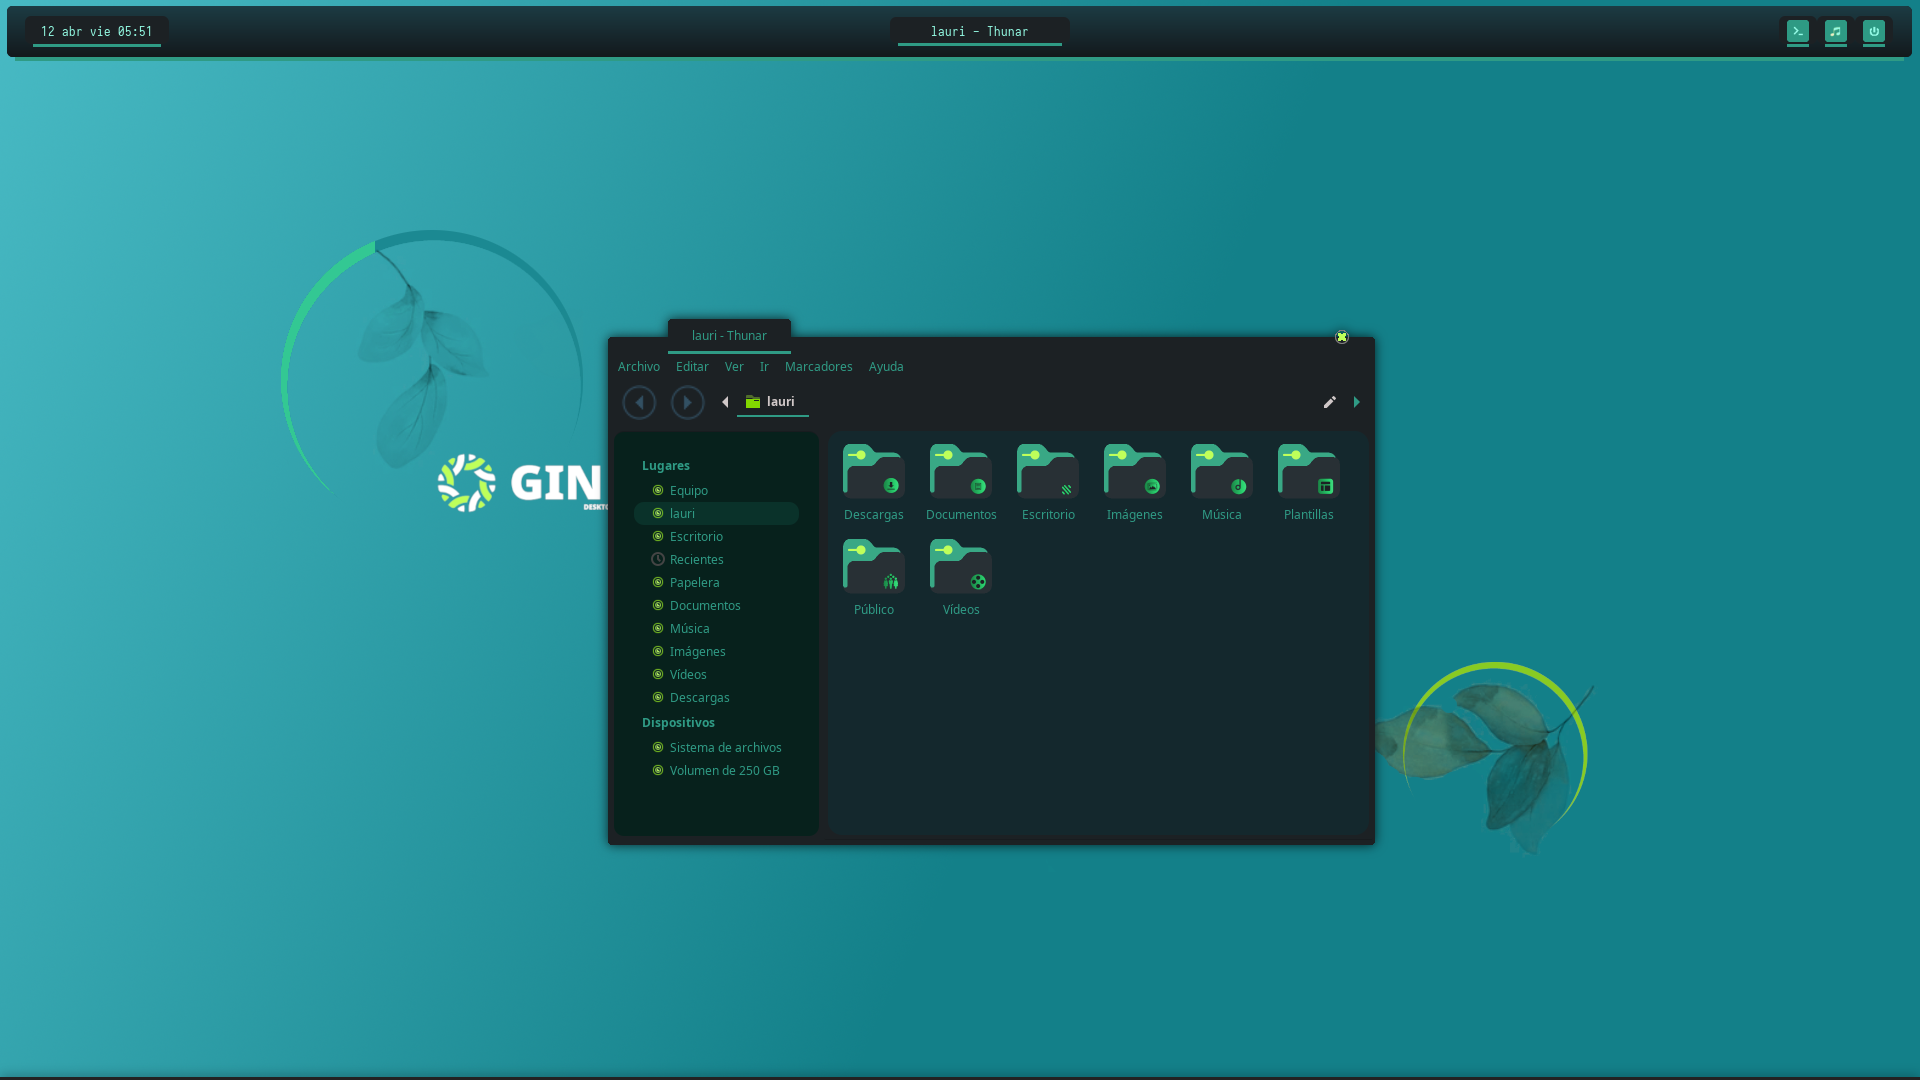 12 abr vie 05:51
lauri - Thunar
lauri - Thunar
Archivo Editar Ver Ir Marcadores Ayuda
lauri
GIN
DESKTO
Lugares
Equipo
lauri
Escritorio
Recientes
Papelera
Documentos
Música
Imágenes
Vídeos
Descargas
Dispositivos
Sistema de archivos
Volumen de 250 GB
Descargas Documentos Escritorio Imágenes Música Plantillas
Público Vídeos